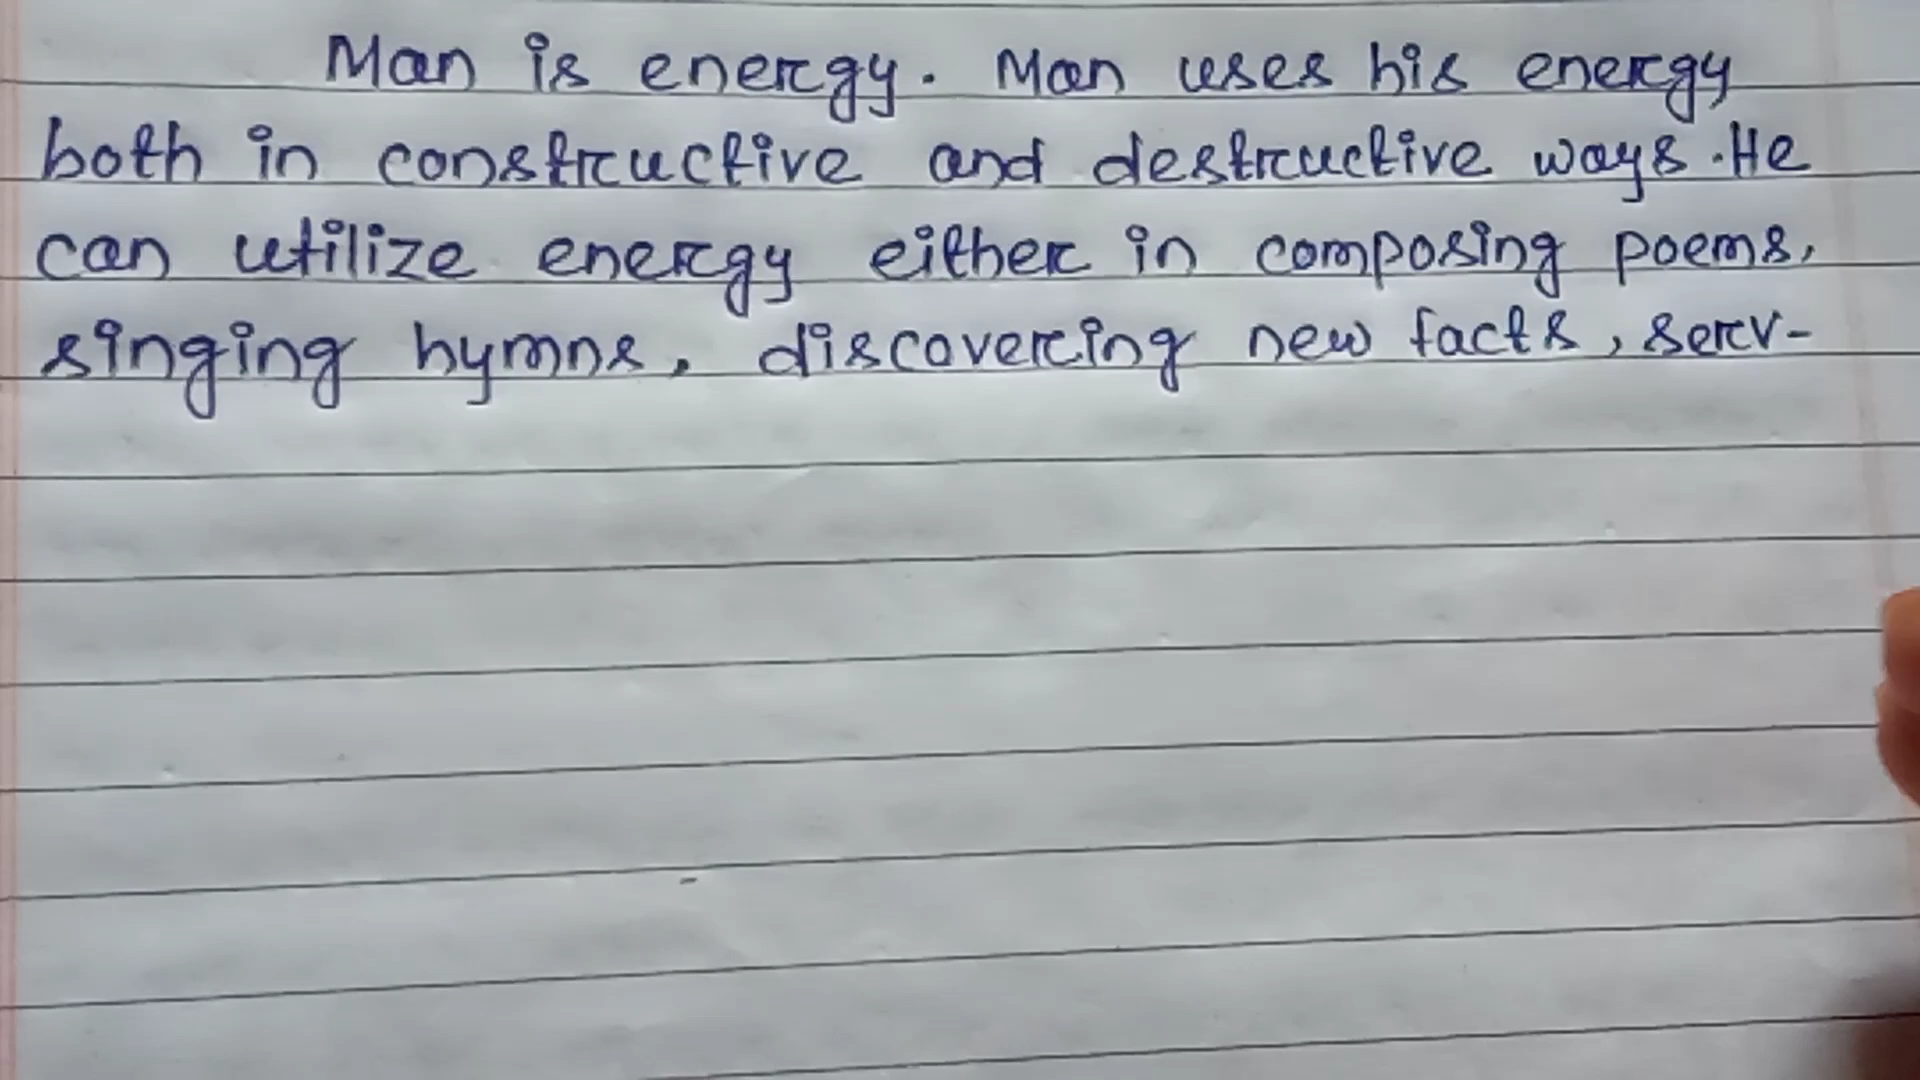 Man is energy. Man uses his energy
both in constructive and destructive ways. He
can utilize energy either in composing poems,
singing hymns, discovering new facts, serv-